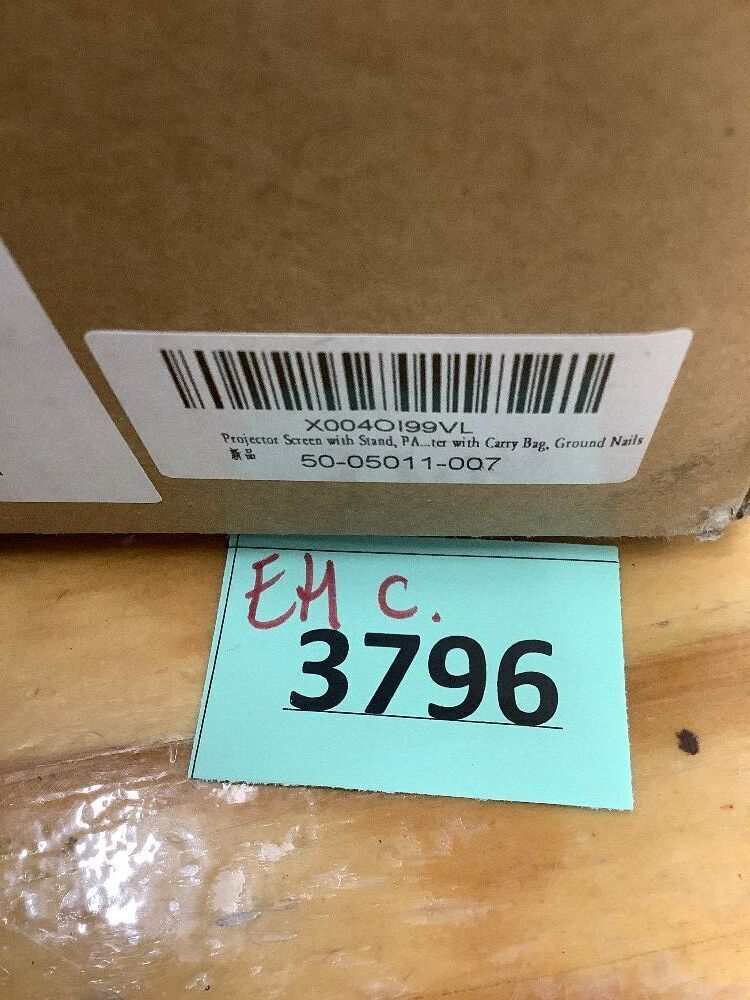 X004OI99VL
Projector Screen with Stand, PA...ter with Carry Bag, Ground Nails
新品
50-05011-007
EH C.
3796